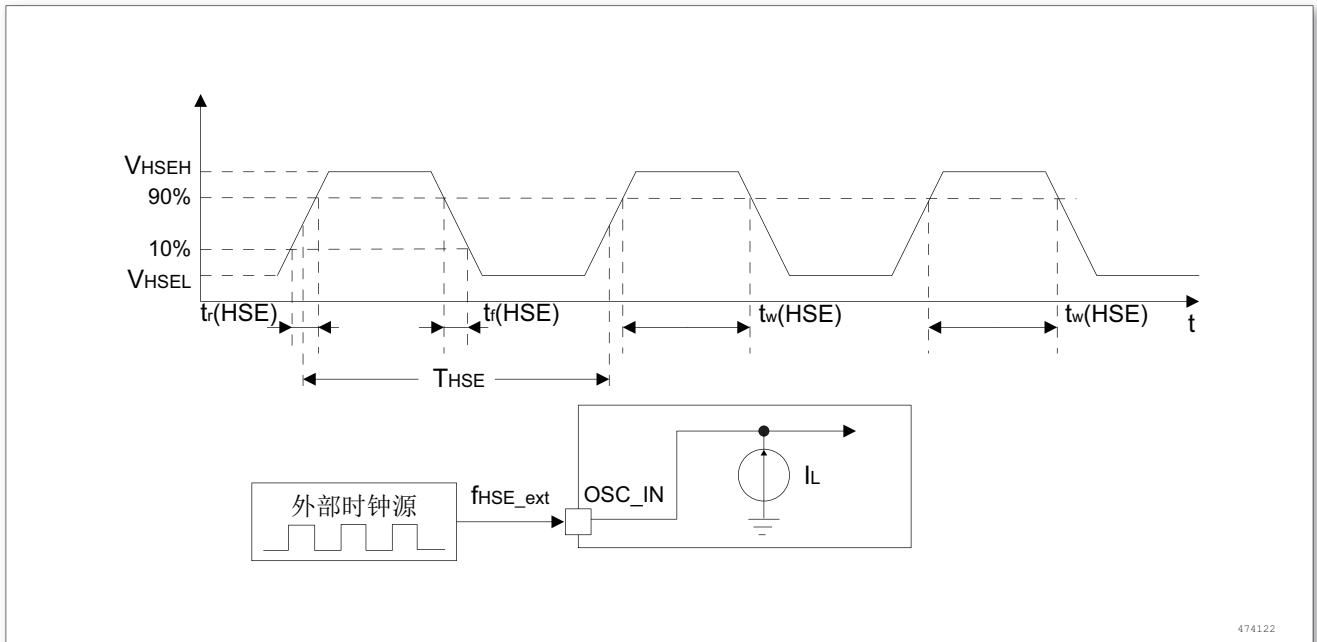 VHSEH
90%
10%
VHSEL
tr(HSE)
tf(HSE)
tw(HSE)
tw(HSE)
t
THSE
外部时钟源
fHSE_ext
OSC_IN
IL
474122